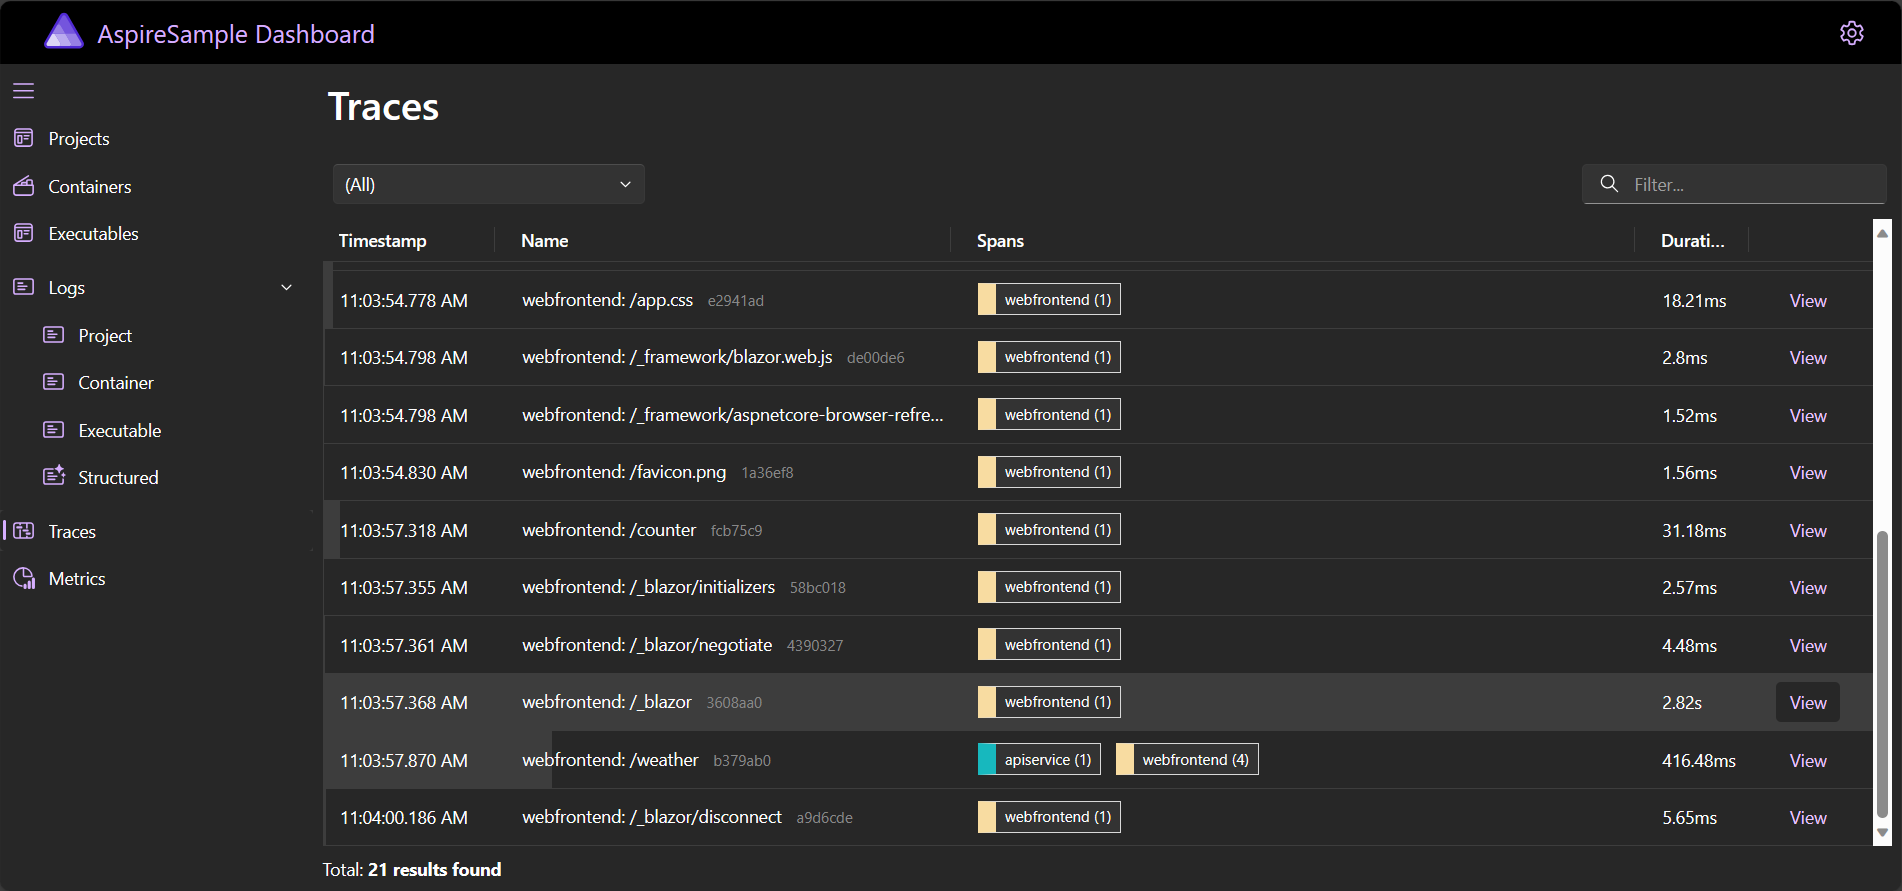 AspireSample Dashboard
Projects
Containers
Executables
Logs
Project
Container
Executable
Structured
Traces
Metrics
Traces
(All)
Filter...
Timestamp Name Spans Durati...
11:03:54.778 AM webfrontend: /app.css e2941ad webfrontend (1) 18.21ms View
11:03:54.798 AM webfrontend: /_framework/blazor.web.js de00de6 webfrontend (1) 2.8ms View
11:03:54.798 AM webfrontend: /_framework/aspnetcore-browser-refre... webfrontend (1) 1.52ms View
11:03:54.830 AM webfrontend: /favicon.png 1a36ef8 webfrontend (1) 1.56ms View
11:03:57.318 AM webfrontend: /counter fcb75c9 webfrontend (1) 31.18ms View
11:03:57.355 AM webfrontend: /_blazor/initializers 58bc018 webfrontend (1) 2.57ms View
11:03:57.361 AM webfrontend: /_blazor/negotiate 4390327 webfrontend (1) 4.48ms View
11:03:57.368 AM webfrontend: /_blazor 3608aa0 webfrontend (1) 2.82s View
11:03:57.870 AM webfrontend: /weather b379ab0 apiservice (1) webfrontend (4) 416.48ms View
11:04:00.186 AM webfrontend: /_blazor/disconnect a9d6cde webfrontend (1) 5.65ms View
Total: 21 results found